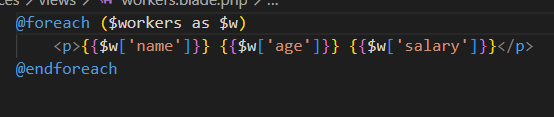 views > workers.blade.php > ...
@foreach ($workers as $w)
<p>{{$w['name']}} {{$w['age']}} {{$w['salary']}}</p>
@endforeach